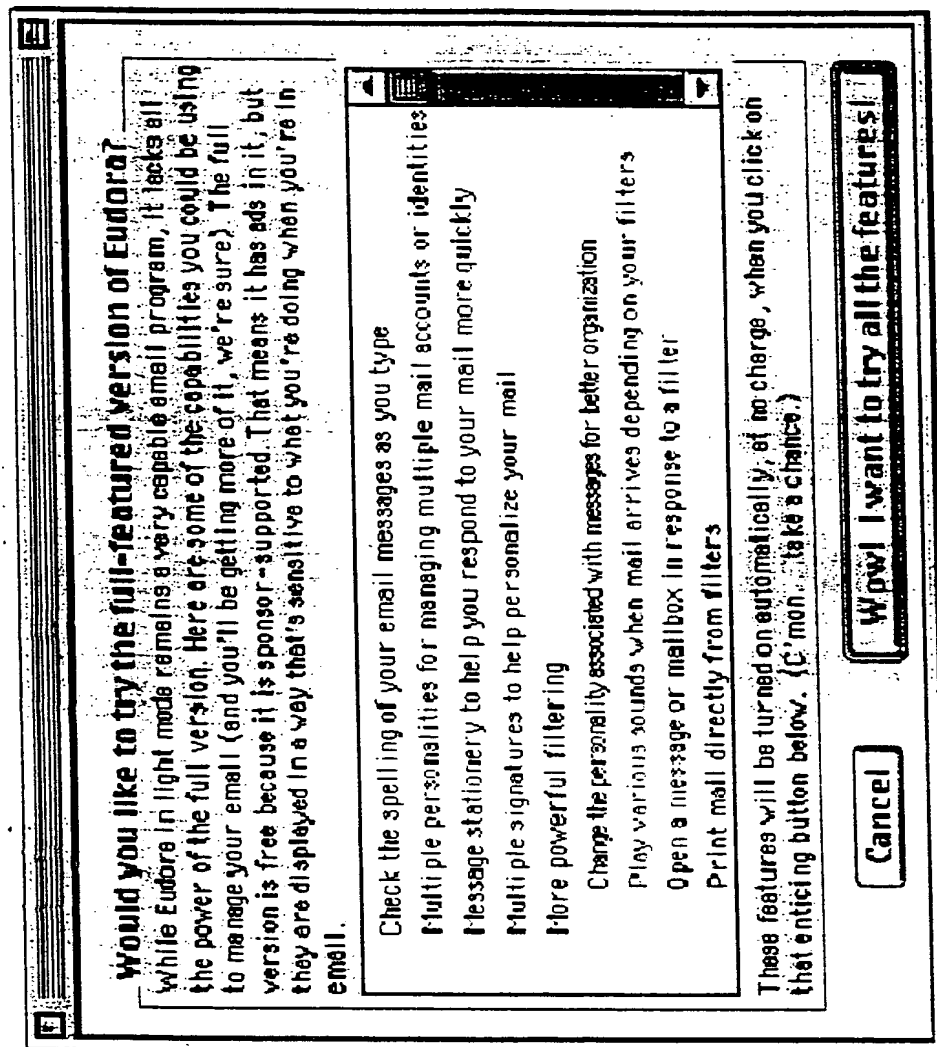 Would you like to try the full-featured version of Eudora?
While Eudora in light mode remains a very capable email program, it lacks all
the power of the full version. Here are some of the capabilities you could be using
to manage your email (and you'll be getting more of it, we're sure). The full
version is free because it is sponsor-supported. That means it has ads in it, but
they are displayed in a way that's sensitive to what you're doing when you're in
email.
Check the spelling of your email messages as you type
Multiple personalities for managing multiple mail accounts or identities
Message stationery to help you respond to your mail more quickly
Multiple signatures to help personalize your mail
More powerful filtering
Change the personality associated with messages for better organization
Play various sounds when mail arrives depending on your filters
Open a message or mailbox in response to a filter
Print mail directly from filters
These features will be turned on automatically, at no charge, when you click on
that enticing button below. (C'mon...take a chance.)
Cancel
Wow! I want to try all the features!